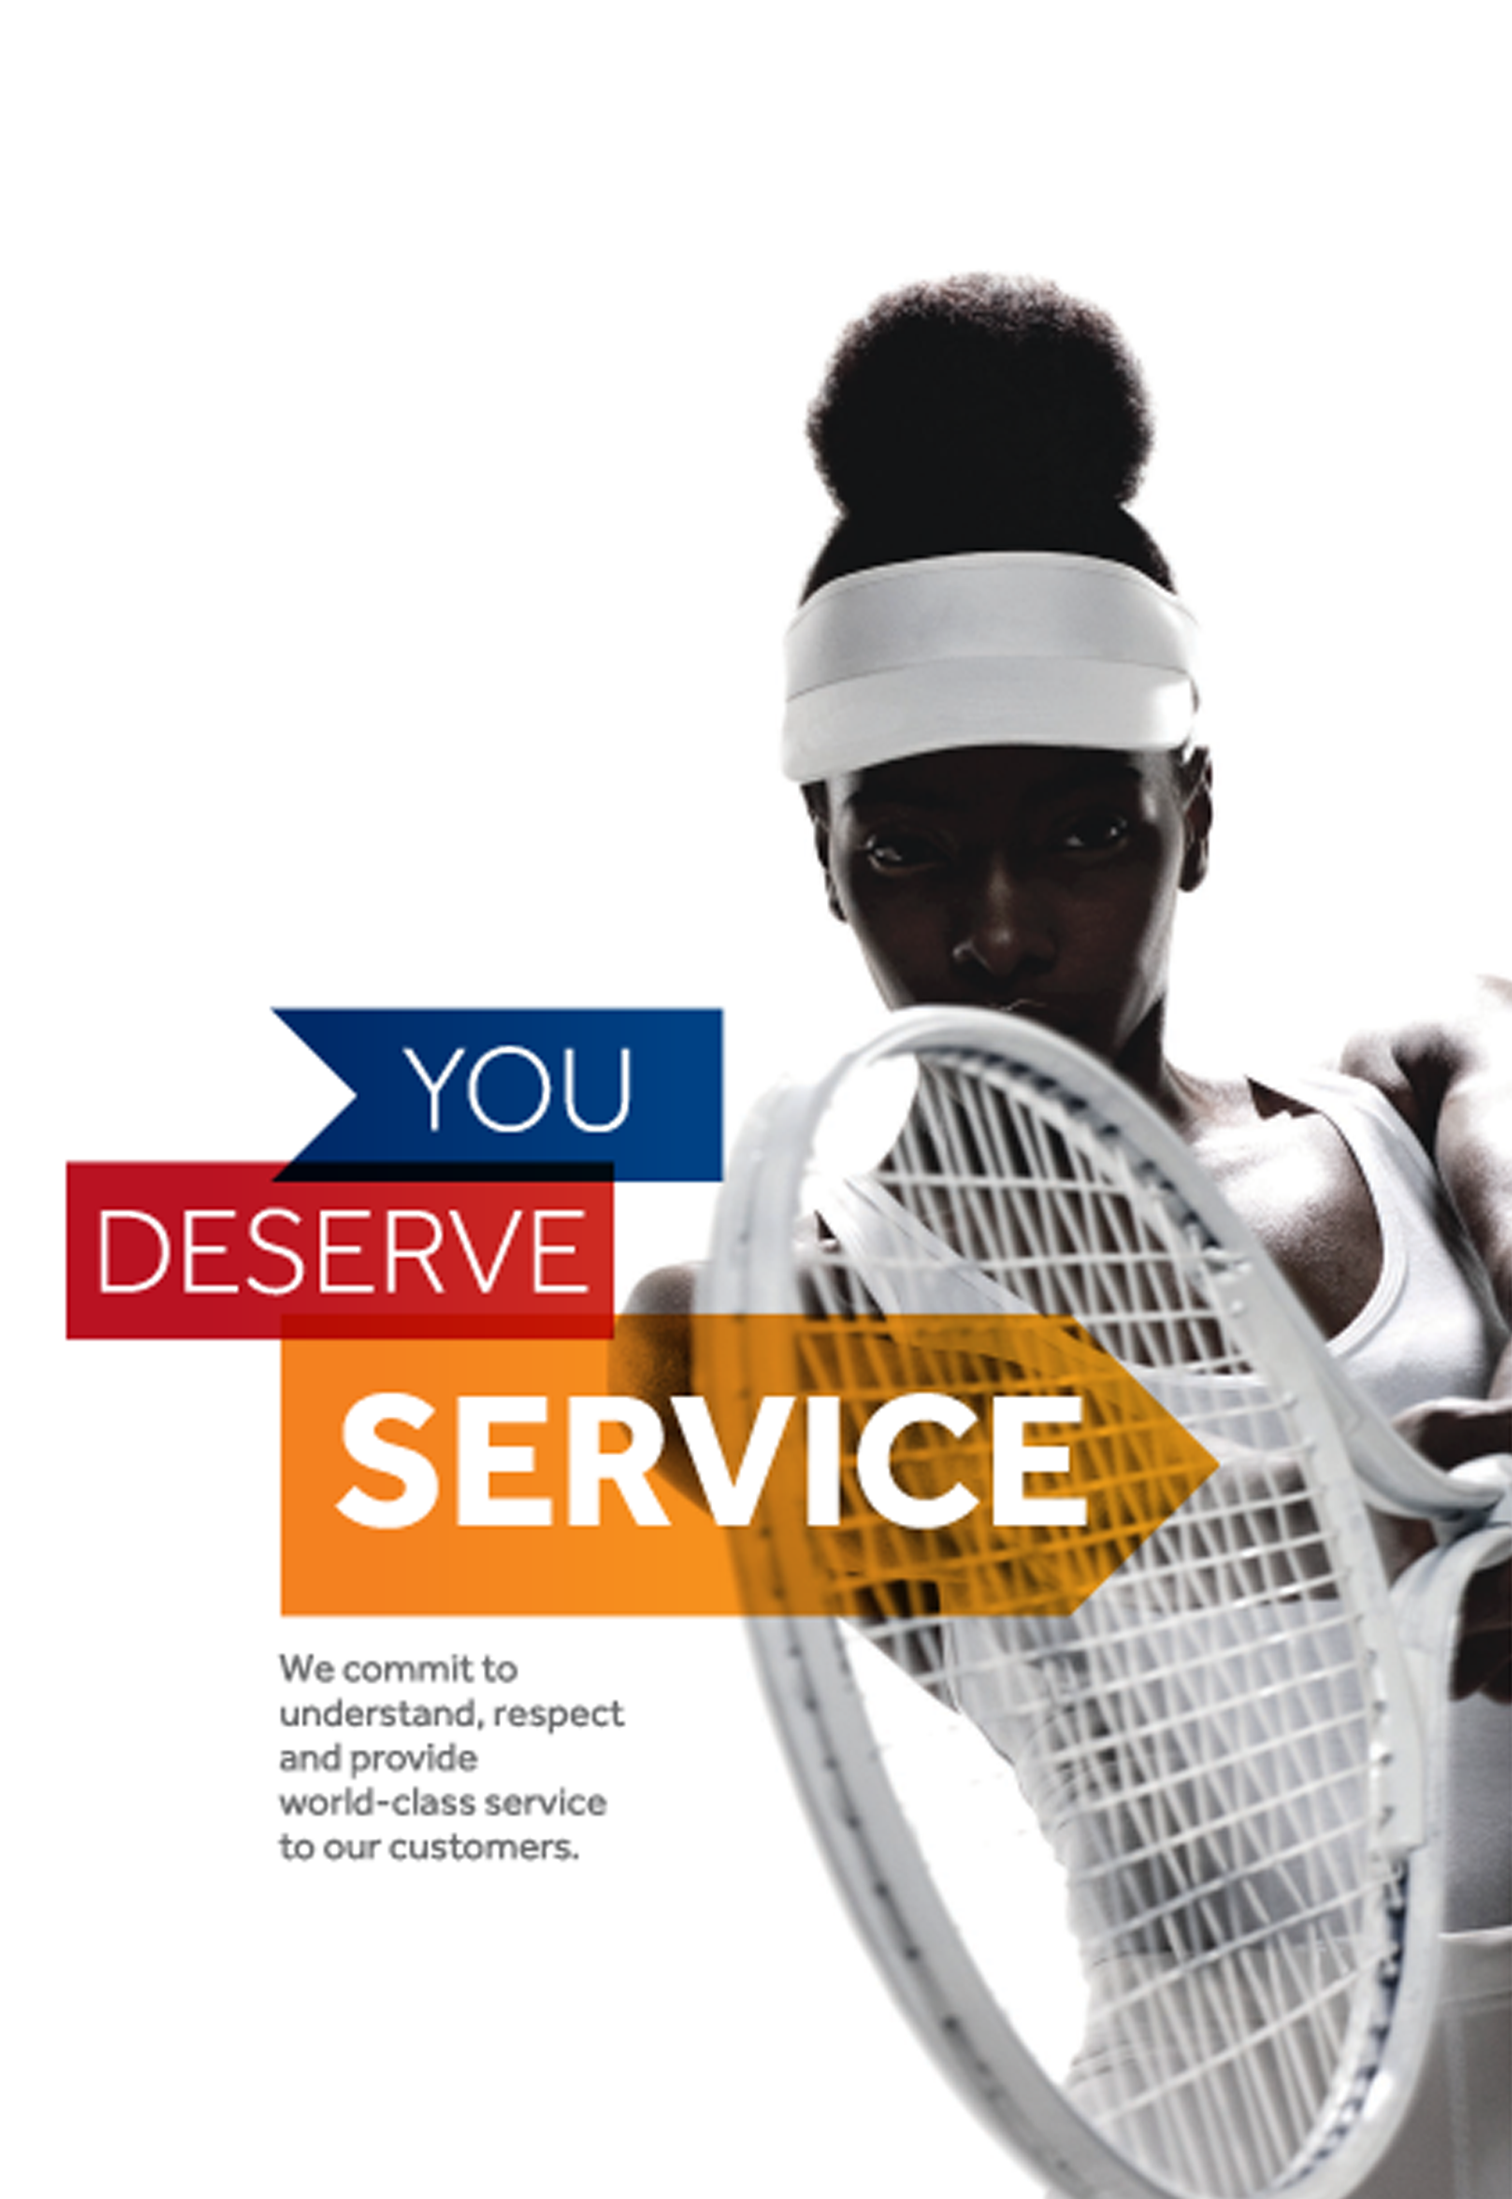 YOU
DESERVE
SERVICE
We commit to
understand, respect
and provide
world-class service
to our customers.